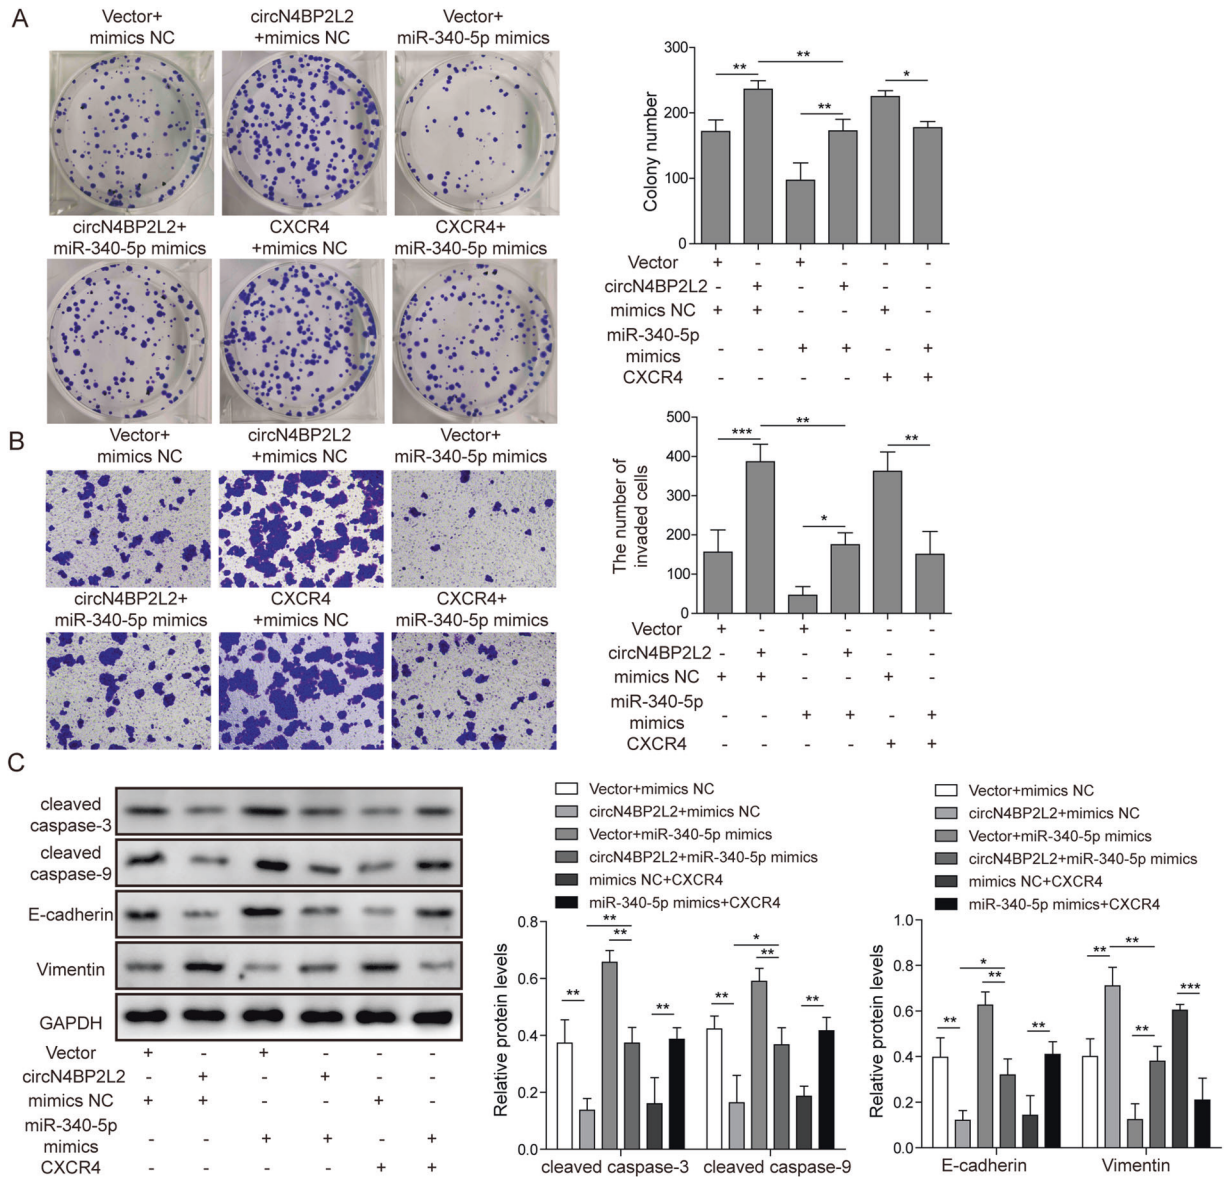 A
Vector+
mimics NC
circN4BP2L2
+mimics NC
Vector+
miR-340-5p mimics
circN4BP2L2+
miR-340-5p mimics
CXCR4
+mimics NC
CXCR4+
miR-340-5p mimics
300
200
100
0
Colony number
** ** ** *
Vector + - + - - -
circN4BP2L2 - + - + - -
mimics NC + + - - + -
miR-340-5p
mimics - - + + - +
CXCR4 - - - - + +
B
Vector+
mimics NC
circN4BP2L2
+mimics NC
Vector+
miR-340-5p mimics
circN4BP2L2+
miR-340-5p mimics
CXCR4
+mimics NC
CXCR4+
miR-340-5p mimics
500
400
300
200
100
0
The number of
invaded cells
*** ** * **
Vector + - + - - -
circN4BP2L2 - + - + - -
mimics NC + + - - + -
miR-340-5p
mimics - - + + - +
CXCR4 - - - - + +
C
cleaved
caspase-3
cleaved
caspase-9
E-cadherin
Vimentin
GAPDH
Vector + - + - - -
circN4BP2L2 - + - + - -
mimics NC + + - - + -
miR-340-5p
mimics - - + + - +
CXCR4 - - - - + +
Vector+mimics NC
circN4BP2L2+mimics NC
Vector+miR-340-5p mimics
circN4BP2L2+miR-340-5p mimics
mimics NC+CXCR4
miR-340-5p mimics+CXCR4
0.8
0.6
0.4
0.2
0.0
Relative protein levels
** ** ** **
** * ** **
cleaved caspase-3
cleaved caspase-9
Vector+mimics NC
circN4BP2L2+mimics NC
Vector+miR-340-5p mimics
circN4BP2L2+miR-340-5p mimics
mimics NC+CXCR4
miR-340-5p mimics+CXCR4
1.0
0.8
0.6
0.4
0.2
0.0
Relative protein levels
** * ** **
** ** ** ***
E-cadherin
Vimentin